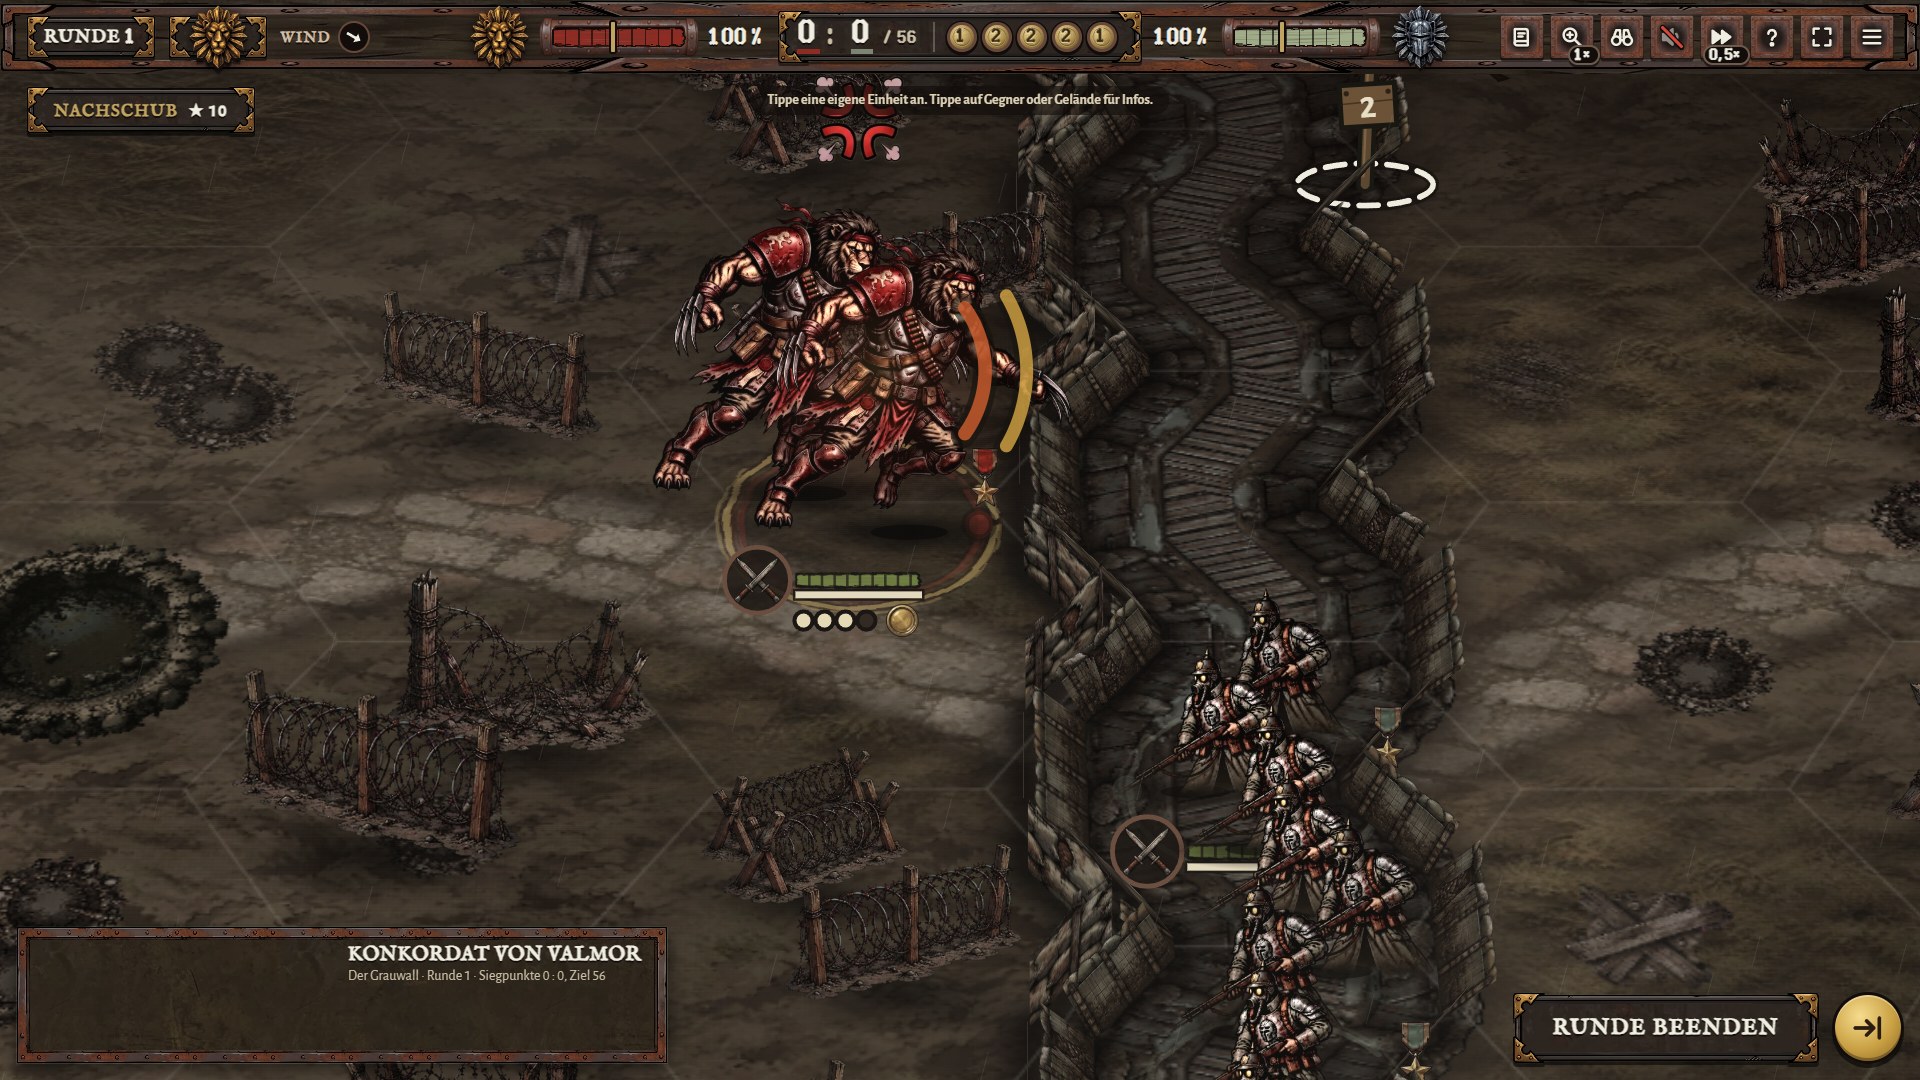 RUNDE 1
WIND
100%
0 : 0 / 56
1 2 2 2 1
100%
1×
0,5×
?
NACHSCHUB ★ 10
Tippe eine eigene Einheit an. Tippe auf Gegner oder Gelände für Infos.
2
KONKORDAT VON VALMOR
Der Grauwall · Runde 1 · Siegpunkte 0 : 0, Ziel 56
RUNDE BEENDEN